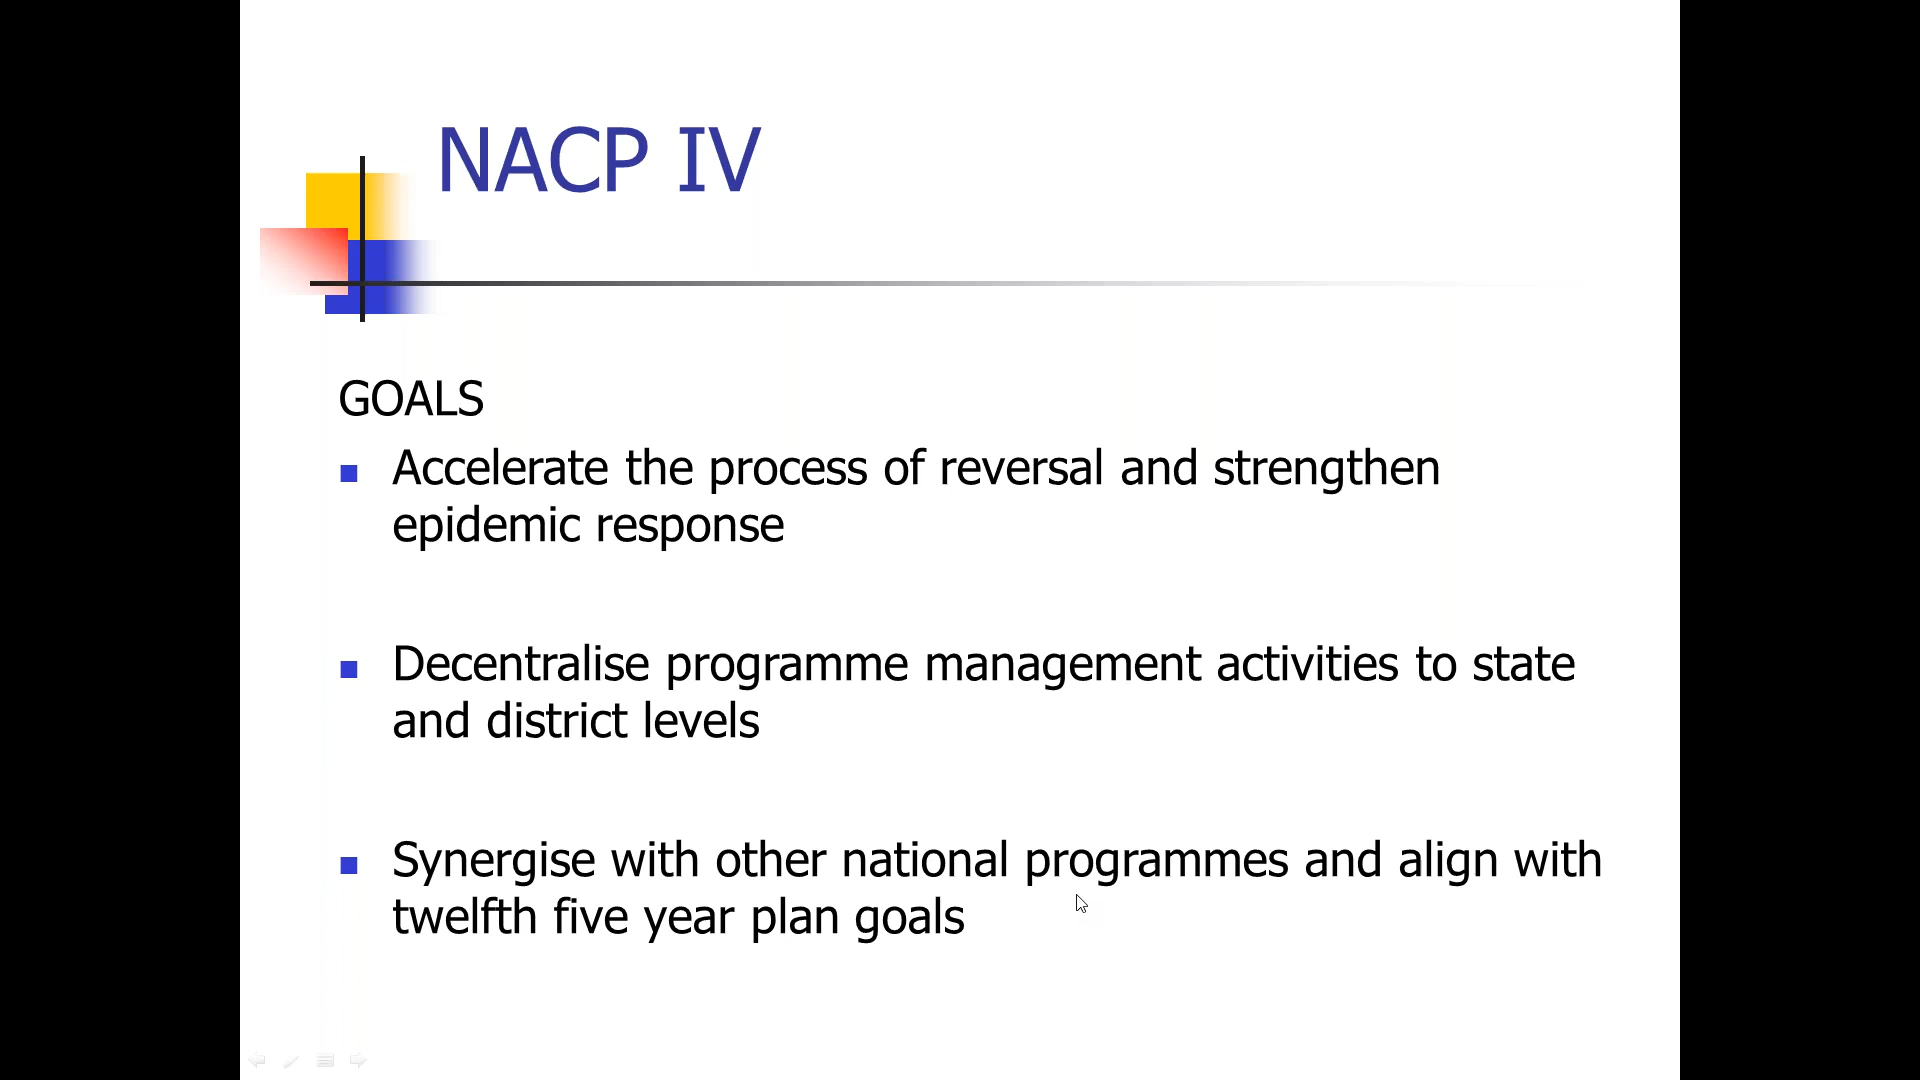 NACP IV
GOALS
Accelerate the process of reversal and strengthen
epidemic response
Decentralise programme management activities to state
and district levels
Synergise with other national programmes and align with
twelfth five year plan goals